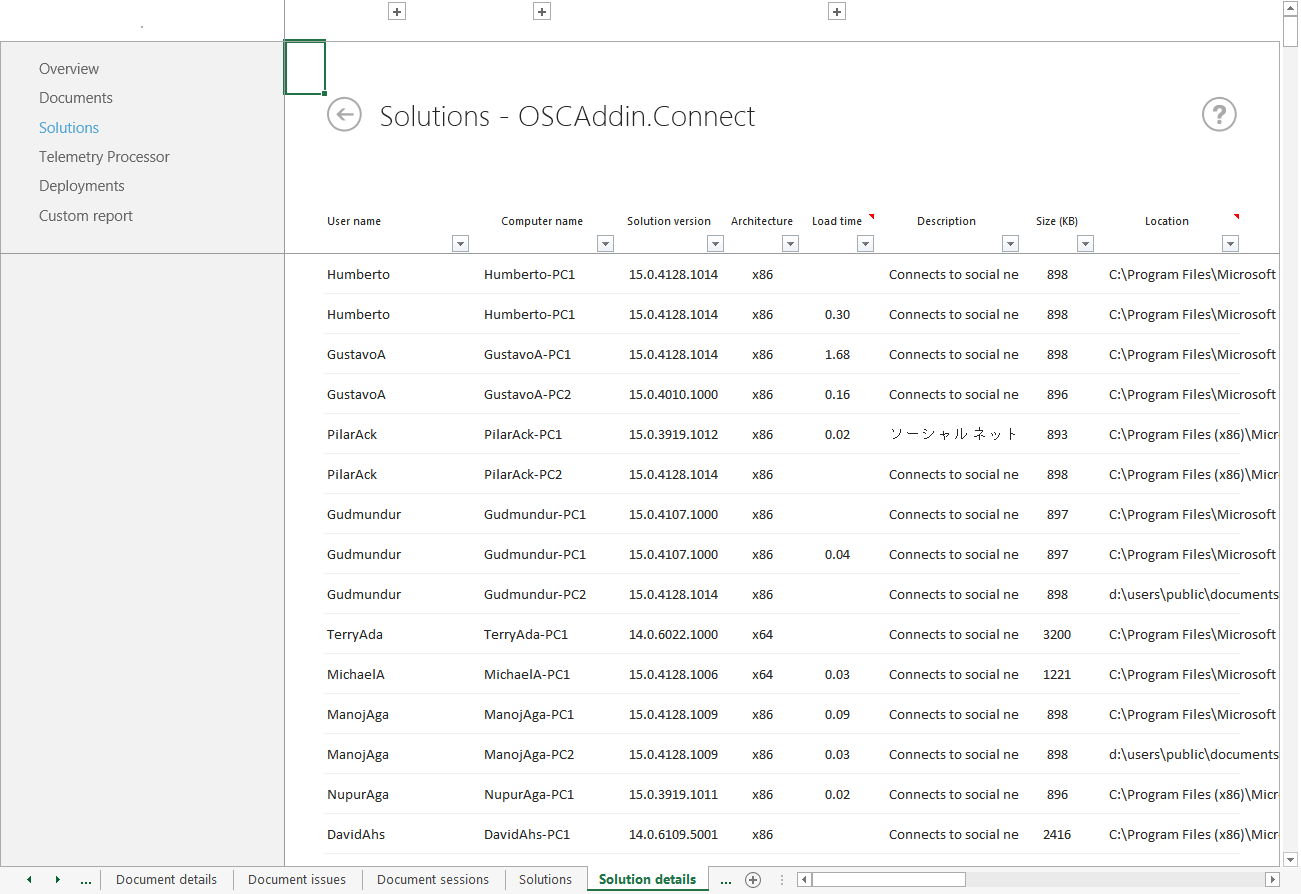 Overview
Documents
Solutions
Telemetry Processor
Deployments
Custom report
Solutions - OSCAddin.Connect
?
User name Computer name Solution version Architecture Load time Description Size (KB) Location
Humberto Humberto-PC1 15.0.4128.1014 x86 Connects to social ne 898 C:\Program Files\Microsoft
Humberto Humberto-PC1 15.0.4128.1014 x86 0.30 Connects to social ne 898 C:\Program Files\Microsoft
GustavoA GustavoA-PC1 15.0.4128.1014 x86 1.68 Connects to social ne 898 C:\Program Files\Microsoft
GustavoA GustavoA-PC2 15.0.4010.1000 x86 0.16 Connects to social ne 896 C:\Program Files\Microsoft
PilarAck PilarAck-PC1 15.0.3919.1012 x86 0.02 ソーシャル ネット 893 C:\Program Files (x86)\Micr
PilarAck PilarAck-PC2 15.0.4128.1014 x86 Connects to social ne 898 C:\Program Files (x86)\Micr
Gudmundur Gudmundur-PC1 15.0.4107.1000 x86 Connects to social ne 897 C:\Program Files\Microsoft
Gudmundur Gudmundur-PC1 15.0.4107.1000 x86 0.04 Connects to social ne 897 C:\Program Files\Microsoft
Gudmundur Gudmundur-PC2 15.0.4128.1014 x86 Connects to social ne 898 d:\users\public\documents
TerryAda TerryAda-PC1 14.0.6022.1000 x64 Connects to social ne 3200 C:\Program Files\Microsoft
MichaelA MichaelA-PC1 15.0.4128.1006 x64 0.03 Connects to social ne 1221 C:\Program Files\Microsoft
ManojAga ManojAga-PC1 15.0.4128.1009 x86 0.09 Connects to social ne 898 C:\Program Files\Microsoft
ManojAga ManojAga-PC2 15.0.4128.1009 x86 0.03 Connects to social ne 898 d:\users\public\documents
NupurAga NupurAga-PC1 15.0.3919.1011 x86 0.02 Connects to social ne 896 C:\Program Files (x86)\Micr
DavidAhs DavidAhs-PC1 14.0.6109.5001 x86 Connects to social ne 2416 C:\Program Files (x86)\Micr
... Document details Document issues Document sessions Solutions Solution details ...